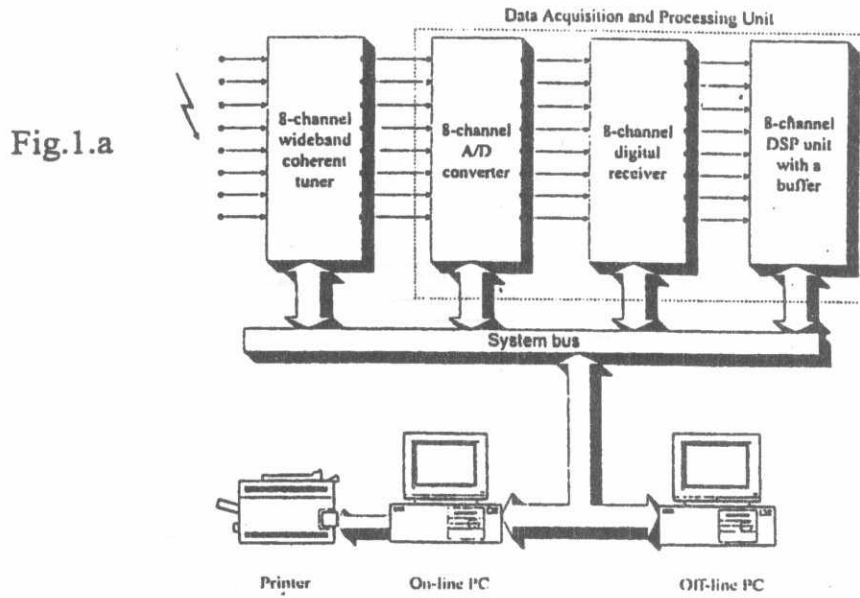 Data Acquisition and Processing Unit
Fig.1.a
8-channel
wideband
coherent
tuner
8-channel
A/D
converter
8-channel
digital
receiver
8-channel
DSP unit
with a
buffer
System bus
Printer
On-line PC
Off-line PC